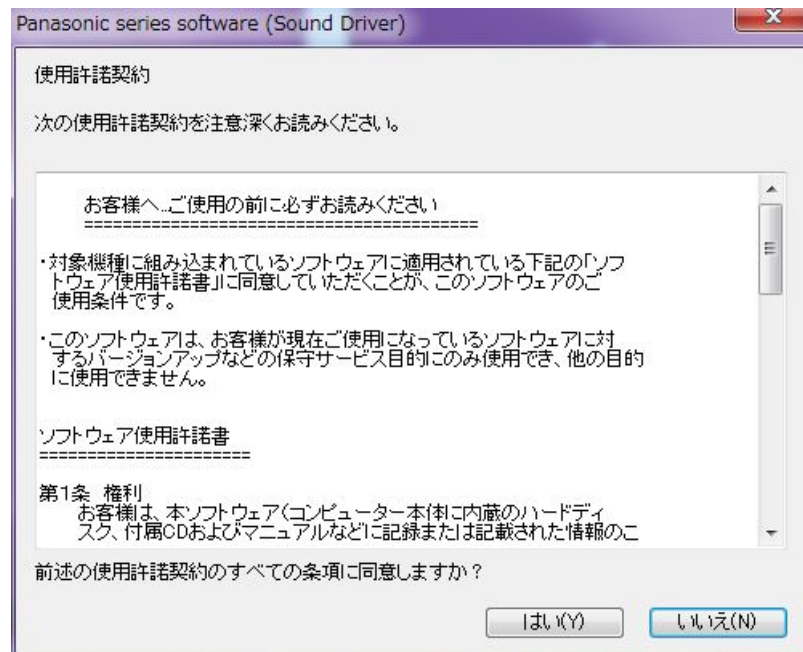 Panasonic series software (Sound Driver)
使用許諾契約
次の使用許諾契約を注意深くお読みください。
お客様へ…ご使用の前に必ずお読みください
=========================================
・対象機種に組み込まれているソフトウェアに適用されている下記の「ソフ
トウェア使用許諾書」に同意していただくことが、このソフトウェアのご
使用条件です。
・このソフトウェアは、お客様が現在ご使用になっているソフトウェアに対
するバージョンアップなどの保守サービス目的にのみ使用でき、他の目的
に使用できません。
ソフトウェア使用許諾書
======================
第1条 権利
お客様は、本ソフトウェア(コンピューター本体に内蔵のハードディ
スク、付属CDおよびマニュアルなどに記録または記載された情報のこ
前述の使用許諾契約のすべての条項に同意しますか？
はい(Y)
いいえ(N)